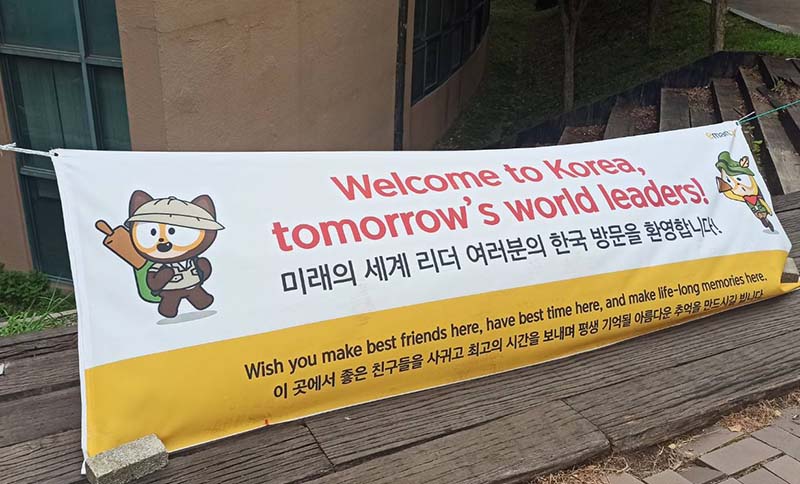 Welcome to Korea,
tomorrow's world leaders!
미래의 세계 리더 여러분의 한국 방문을 환영합니다!
Wish you make best friends here, have best time here, and make life-long memories here.
이 곳에서 좋은 친구들을 사귀고 최고의 시간을 보내며 평생 기억될 아름다운 추억을 만드시길 빕니다.